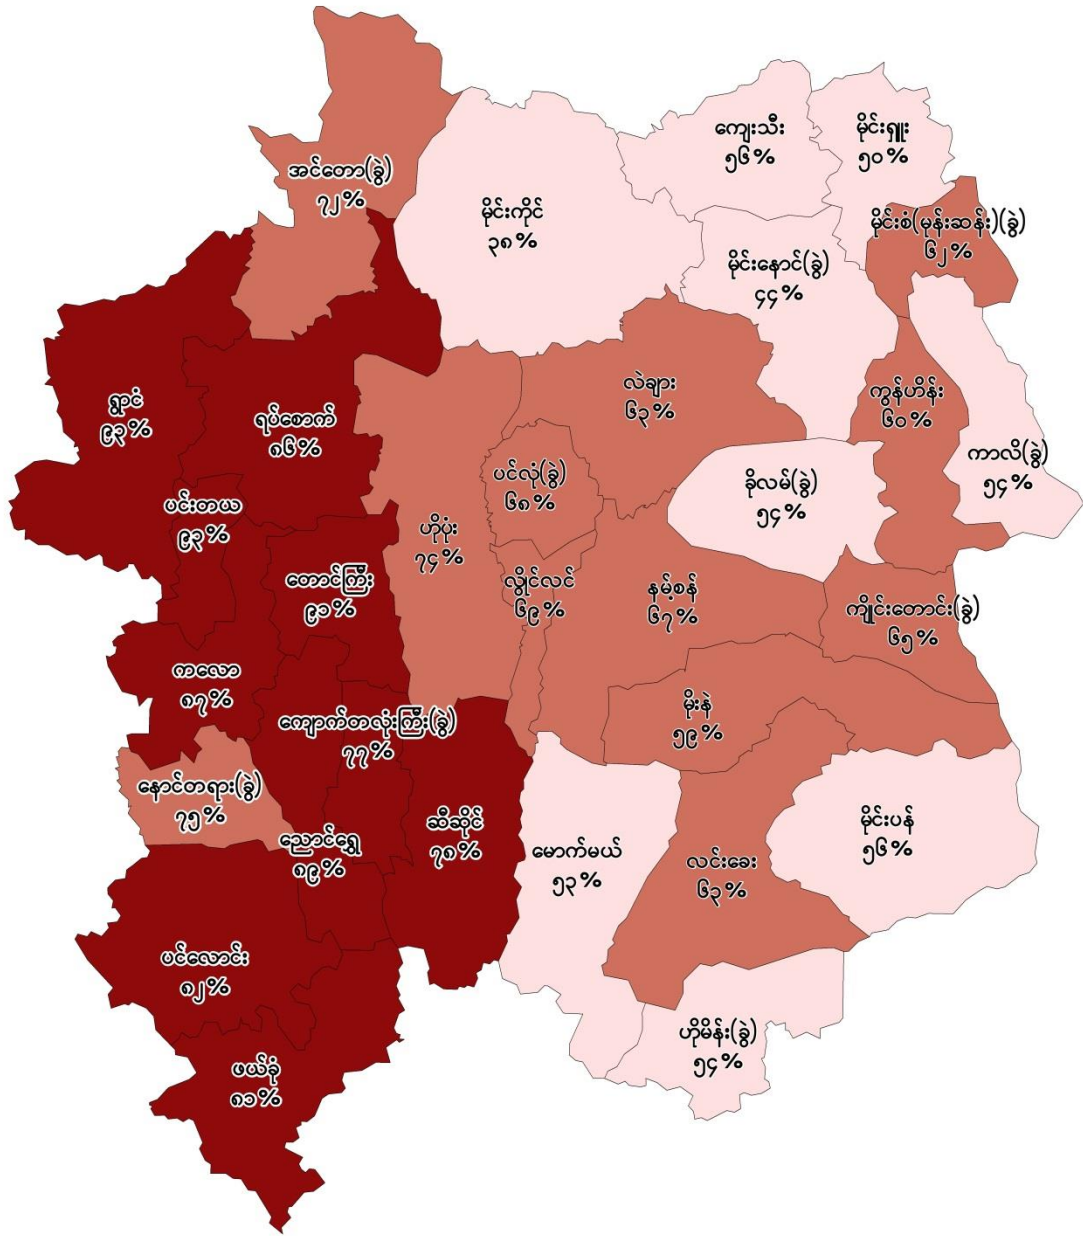 ကျေးသီး
၅၆%
မိုင်းရှူး
၅၀%
အင်တော(ခွဲ)
၇၂%
မိုင်းကိုင်
၃၈%
မိုင်းစံ(မုန်းဆန်း)(ခွဲ)
၆၂%
မိုင်းနောင်(ခွဲ)
၄၄%
ရွာငံ
၉၃%
ရပ်စောက်
၈၆%
လဲချား
၆၃%
ကွန်ဟိန်း
၆၀%
ကာလိ(ခွဲ)
၅၄%
ပင်လုံ(ခွဲ)
၆၈%
ခိုလမ်(ခွဲ)
၅၄%
ပင်းတယ
၉၃%
ဟိုပုံး
၇၄%
တောင်ကြီး
၉၁%
လွိုင်လင်
၆၉%
နမ့်စန်
၆၇%
ကျိုင်းတောင်း(ခွဲ)
၆၅%
ကလော
၈၇%
ကျောက်တလုံးကြီး(ခွဲ)
၇၇%
မိုးနဲ
၅၉%
နောင်တရား(ခွဲ)
၇၅%
ညောင်ရွှေ
၈၉%
ဆီဆိုင်
၇၈%
မောက်မယ်
၅၃%
လင်းခေး
၆၃%
မိုင်းပန်
၅၆%
ပင်လောင်း
၈၂%
ဖယ်ခုံ
၈၁%
ဟိုမိန်း(ခွဲ)
၅၄%